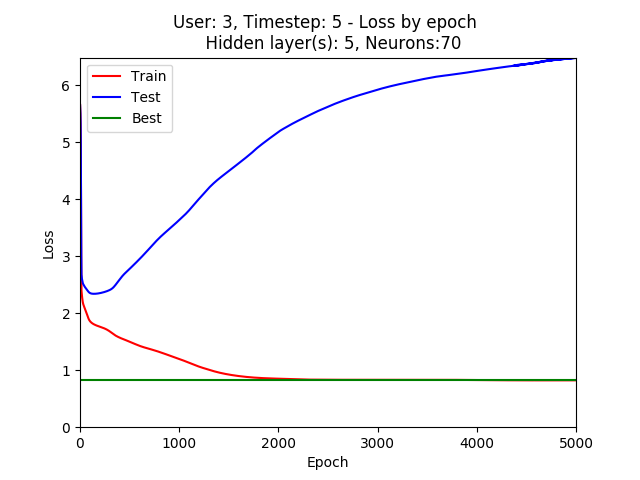 User: 3, Timestep: 5 - Loss by epoch
Hidden layer(s): 5, Neurons:70
Train
Test
Best
6
5
4
3
2
1
0
Loss
0 1000 2000 3000 4000 5000
Epoch